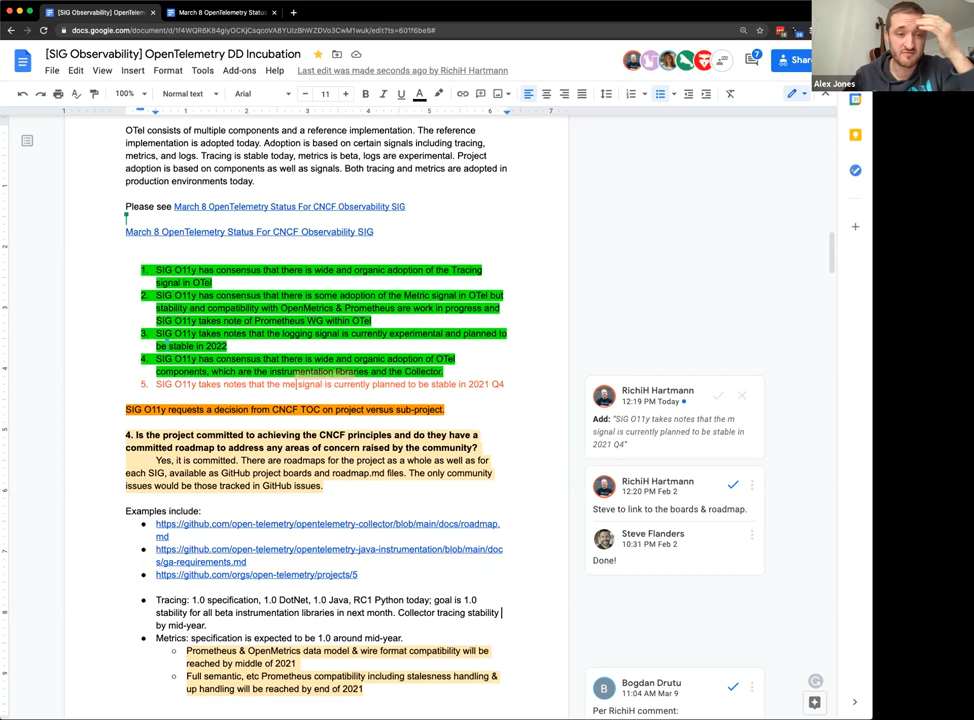 [SIG Observability] OpenTelemetry
March 8 OpenTelemetry Status
docs.google.com/document/d/1f4WQR6K84giyOCKjCsqcoVA8YUIzBhWZDVo3CwM1wuk/edit?ts=601f6be8#
[SIG Observability] OpenTelemetry DD Incubation
File Edit View Insert Format Tools Add-ons Help Last edit was made seconds ago by RichiH Hartmann
7
Shar
Alex Jones
100% Normal text Arial 11
1 1 2 3 4 5 6 7
OTel consists of multiple components and a reference implementation. The reference
implementation is adopted today. Adoption is based on certain signals including tracing,
metrics, and logs. Tracing is stable today, metrics is beta, logs are experimental. Project
adoption is based on components as well as signals. Both tracing and metrics are adopted in
production environments today.
Please see March 8 OpenTelemetry Status For CNCF Observability SIG
March 8 OpenTelemetry Status For CNCF Observability SIG
1. SIG O11y has consensus that there is wide and organic adoption of the Tracing
signal in OTel
2. SIG O11y has consensus that there is some adoption of the Metric signal in OTel but
stability and compatibility with OpenMetrics & Prometheus are work in progress and
SIG O11y takes note of Prometheus WG within OTel
3. SIG O11y takes notes that the logging signal is currently experimental and planned to
be stable in 2022
4. SIG O11y has consensus that there is wide and organic adoption of OTel
components, which are the instrumentation libraries and the Collector.
5. SIG O11y takes notes that the me signal is currently planned to be stable in 2021 Q4
SIG O11y requests a decision from CNCF TOC on project versus sub-project.
4. Is the project committed to achieving the CNCF principles and do they have a
committed roadmap to address any areas of concern raised by the community?
Yes, it is committed. There are roadmaps for the project as a whole as well as for
each SIG, available as GitHub project boards and roadmap.md files. The only community
issues would be those tracked in GitHub issues.
Examples include:
● https://github.com/open-telemetry/opentelemetry-collector/blob/main/docs/roadmap.
md
● https://github.com/open-telemetry/opentelemetry-java-instrumentation/blob/main/doc
s/ga-requirements.md
● https://github.com/orgs/open-telemetry/projects/5
● Tracing: 1.0 specification, 1.0 DotNet, 1.0 Java, RC1 Python today; goal is 1.0
stability for all beta instrumentation libraries in next month. Collector tracing stability
by mid-year.
● Metrics: specification is expected to be 1.0 around mid-year.
○ Prometheus & OpenMetrics data model & wire format compatibility will be
reached by middle of 2021
○ Full semantic, etc Prometheus compatibility including stalesness handling &
up handling will be reached by end of 2021
RichiH Hartmann
12:19 PM Today
Add: "SIG O11y takes notes that the m
signal is currently planned to be stable in
2021 Q4"
RichiH Hartmann
12:20 PM Feb 2
Steve to link to the boards & roadmap.
Steve Flanders
10:31 PM Feb 2
Done!
B
Bogdan Drutu
11:04 AM Mar 9
Per RichiH comment: